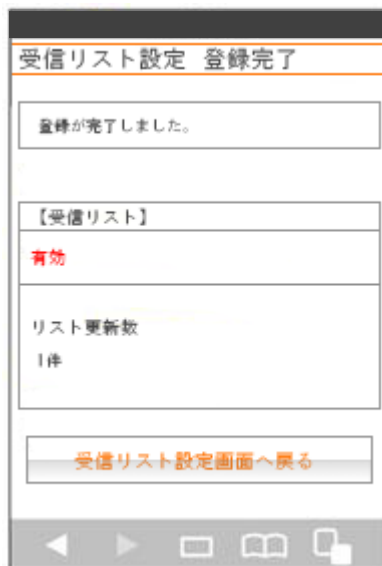 受信リスト設定 登録完了
登録が完了しました。
【受信リスト】
有効
リスト更新数
1件
受信リスト設定画面へ戻る